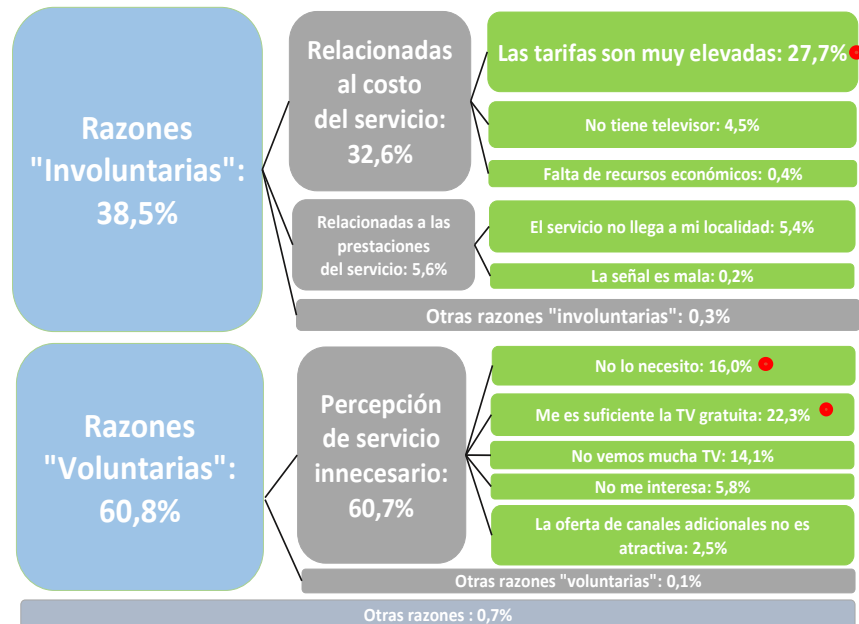 Razones
"Involuntarias":
38,5%
Relacionadas
al costo
del servicio:
32,6%
Las tarifas son muy elevadas: 27,7%
No tiene televisor: 4,5%
Falta de recursos económicos: 0,4%
Relacionadas a las
prestaciones
del servicio: 5,6%
El servicio no llega a mi localidad: 5,4%
La señal es mala: 0,2%
Otras razones "involuntarias": 0,3%
Razones
"Voluntarias":
60,8%
Percepción
de servicio
innecesario:
60,7%
No lo necesito: 16,0%
Me es suficiente la TV gratuita: 22,3%
No vemos mucha TV: 14,1%
No me interesa: 5,8%
La oferta de canales adicionales no es
atractiva: 2,5%
Otras razones "voluntarias": 0,1%
Otras razones : 0,7%